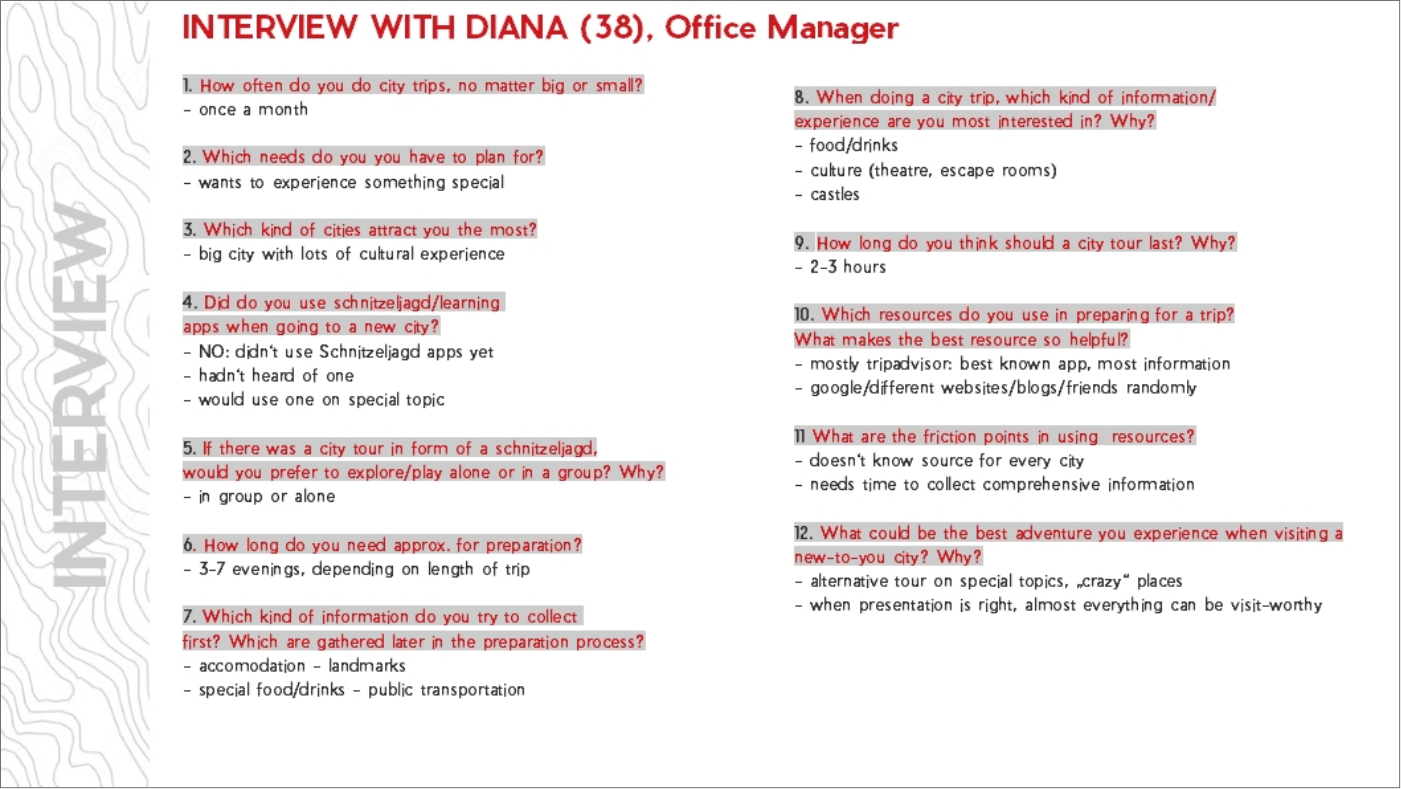 INTERVIEW WITH DIANA (38), Office Manager
INTERVIEW
1. How often do you do city trips, no matter big or small?
- once a month
2. Which needs do you you have to plan for?
- wants to experience something special
3. Which kind of cities attract you the most?
- big city with lots of cultural experience
4. Did do you use schnitzeljagd/learning
apps when going to a new city?
- NO: didn't use Schnitzeljagd apps yet
- hadn't heard of one
- would use one on special topic
5. If there was a city tour in form of a schnitzeljagd,
would you prefer to explore/play alone or in a group? Why?
- in group or alone
6. How long do you need approx. for preparation?
- 3-7 evenings, depending on length of trip
7. Which kind of information do you try to collect
first? Which are gathered later in the preparation process?
- accomodation - landmarks
- special food/drinks - public transportation
8. When doing a city trip, which kind of information/
experience are you most interested in? Why?
- food/drinks
- culture (theatre, escape rooms)
- castles
9. How long do you think should a city tour last? Why?
- 2-3 hours
10. Which resources do you use in preparing for a trip?
What makes the best resource so helpful?
- mostly tripadvisor: best known app, most information
- google/different websites/blogs/friends randomly
11 What are the friction points in using resources?
- doesn't know source for every city
- needs time to collect comprehensive information
12. What could be the best adventure you experience when visiting a
new-to-you city? Why?
- alternative tour on special topics, „crazy“ places
- when presentation is right, almost everything can be visit-worthy